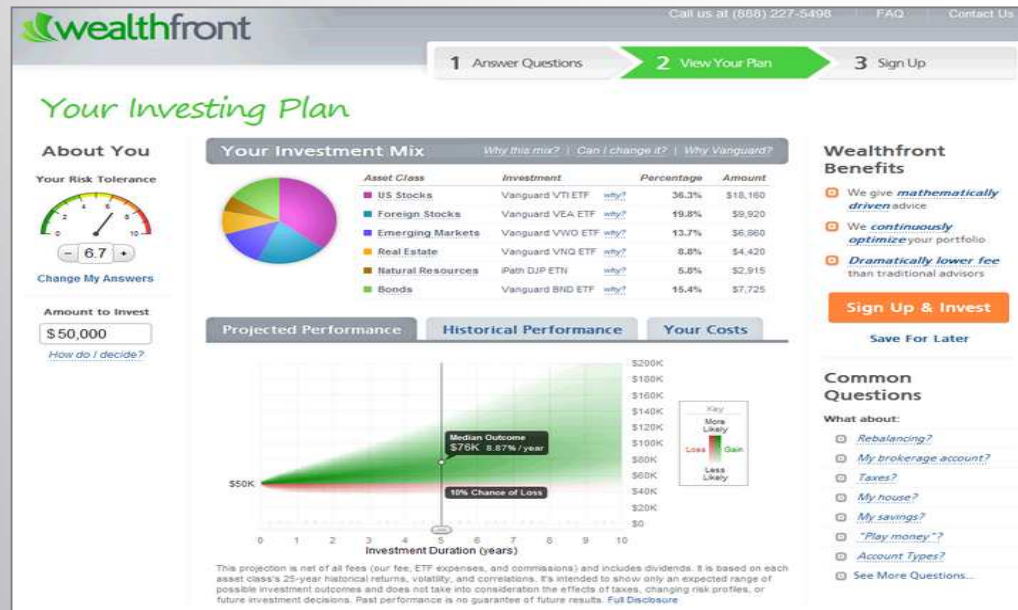 wealthfront
Call us at (888) 227-5498 FAQ Contact Us
1 Answer Questions 2 View Your Plan 3 Sign Up
Your Investing Plan
About You
Your Risk Tolerance
2 4 6 8
0 10
- 6.7 +
Change My Answers
Amount to Invest
$ 50,000
How do I decide?
Your Investment Mix Why this mix? | Can I change it? | Why Vanguard?
Asset Class Investment Percentage Amount
US Stocks Vanguard VTI ETF why? 36.3% $18,160
Foreign Stocks Vanguard VEA ETF why? 19.8% $9,920
Emerging Markets Vanguard VWO ETF why? 13.7% $6,860
Real Estate Vanguard VNQ ETF why? 8.8% $4,420
Natural Resources iPath DJP ETN why? 5.8% $2,915
Bonds Vanguard BND ETF why? 15.4% $7,725
Projected Performance Historical Performance Your Costs
$200K
$180K
$160K
$140K
$120K
$100K
$80K
$60K
$40K
$20K
$0
$50K
Median Outcome
$76K 8.87% / year
10% Chance of Loss
Key
More
Likely
Loss Gain
Less
Likely
0 1 2 3 4 5 6 7 8 9 10
Investment Duration (years)
This projection is net of all fees (our fee, ETF expenses, and commissions) and includes dividends. It is based on each
asset class's 25-year historical returns, volatility, and correlations. It's intended to show only an expected range of
possible investment outcomes and does not take into consideration the effects of taxes, changing risk profiles, or
future investment decisions. Past performance is no guarantee of future results. Full Disclosure
Wealthfront
Benefits
We give mathematically
driven advice
We continuously
optimize your portfolio
Dramatically lower fee
than traditional advisors
Sign Up & Invest
Save For Later
Common
Questions
What about:
Rebalancing?
My brokerage account?
Taxes?
My house?
My savings?
"Play money"?
Account Types?
See More Questions...